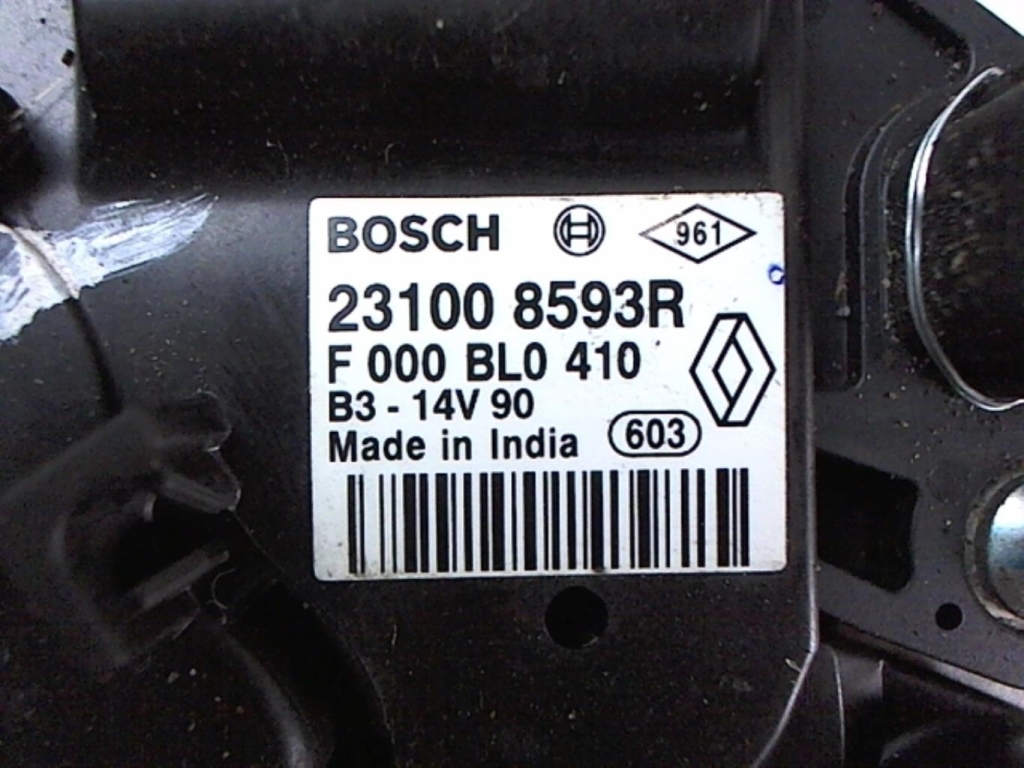 BOSCH 961
23100 8593R
F 000 BL0 410
B3 - 14V 90
Made in India 603